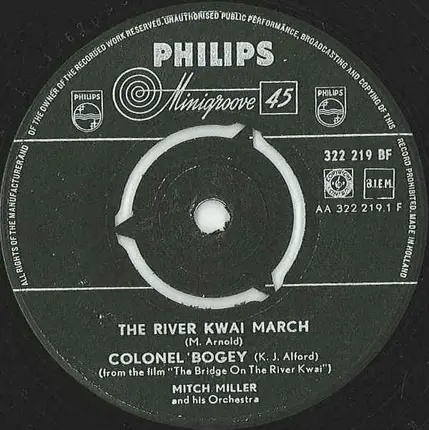 ALL RIGHTS OF THE MANUFACTURER AND OF THE OWNER OF THE RECORDED WORK RESERVED. UNAUTHORISED PUBLIC PERFORMANCE, BROADCASTING AND COPYING OF THIS RECORD PROHIBITED. MADE IN HOLLAND
PHILIPS
PHILIPS Minigroove 45 PHILIPS
322 219 BF
B.I.E.M.
AA 322 219.1 F
THE RIVER KWAI MARCH
(M. Arnold)
COLONEL BOGEY (K. J. Alford)
(from the film "The Bridge On The River Kwai")
MITCH MILLER
and his Orchestra